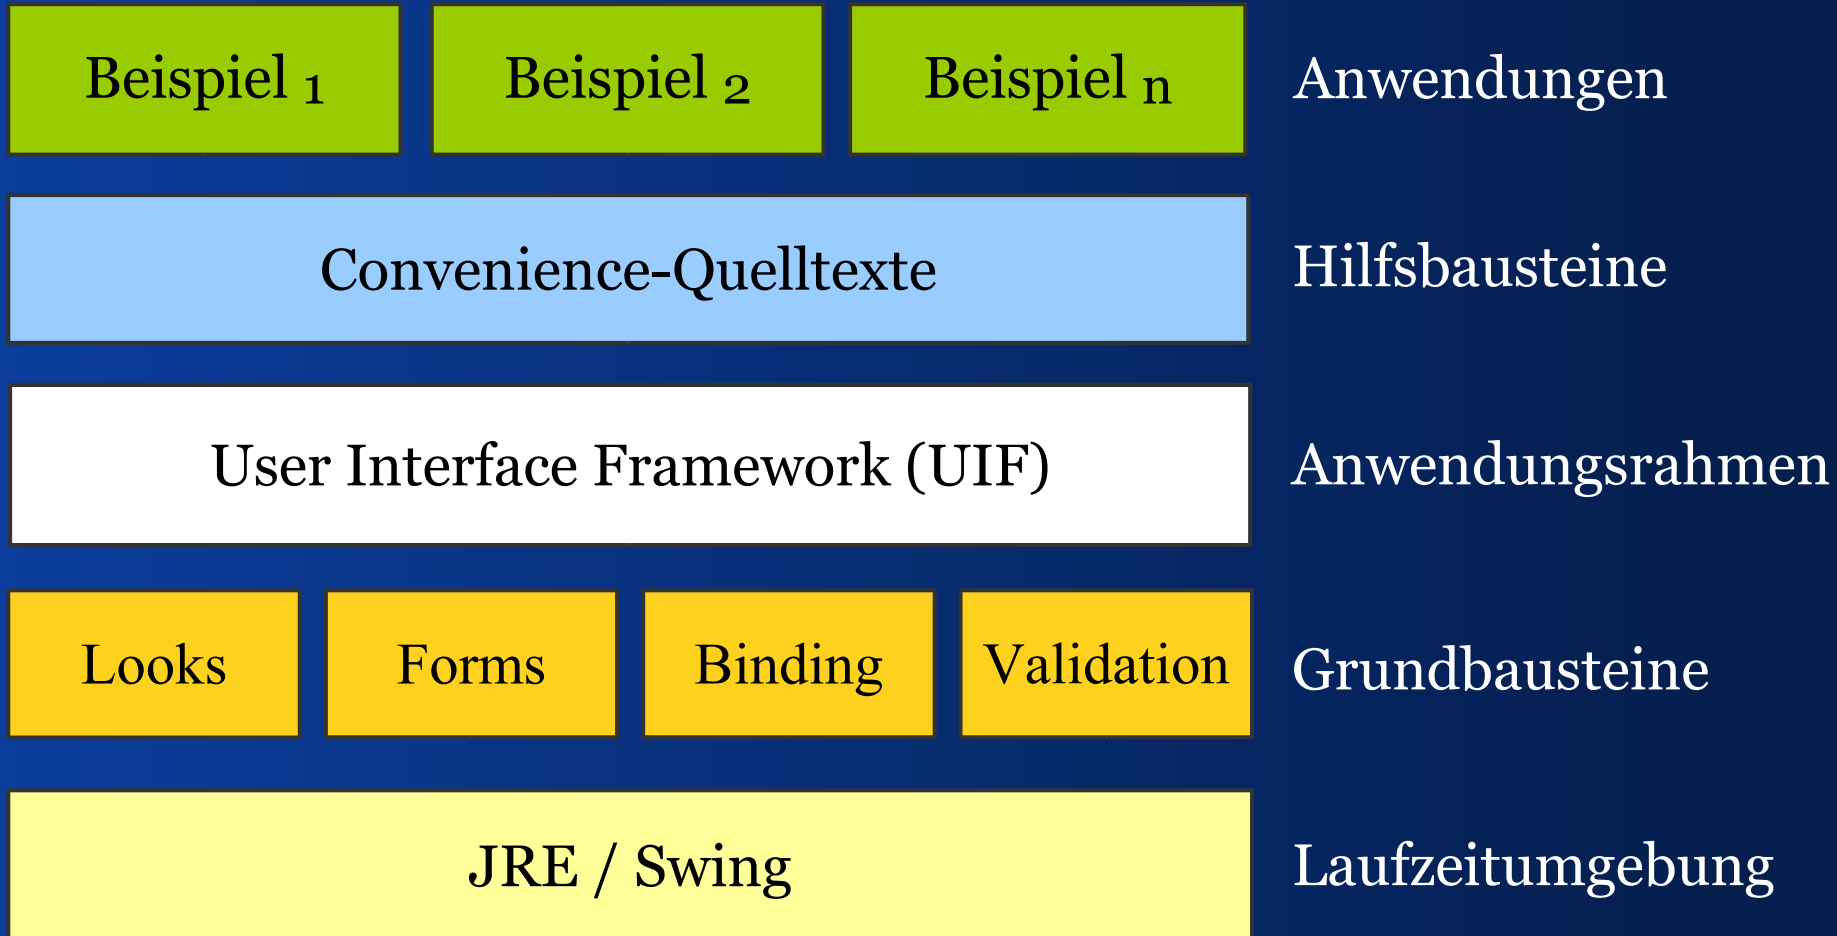 Beispiel 1 Beispiel 2 Beispiel n Anwendungen
Convenience-Quelltexte Hilfsbausteine
User Interface Framework (UIF) Anwendungsrahmen
Looks Forms Binding Validation Grundbausteine
JRE / Swing Laufzeitumgebung